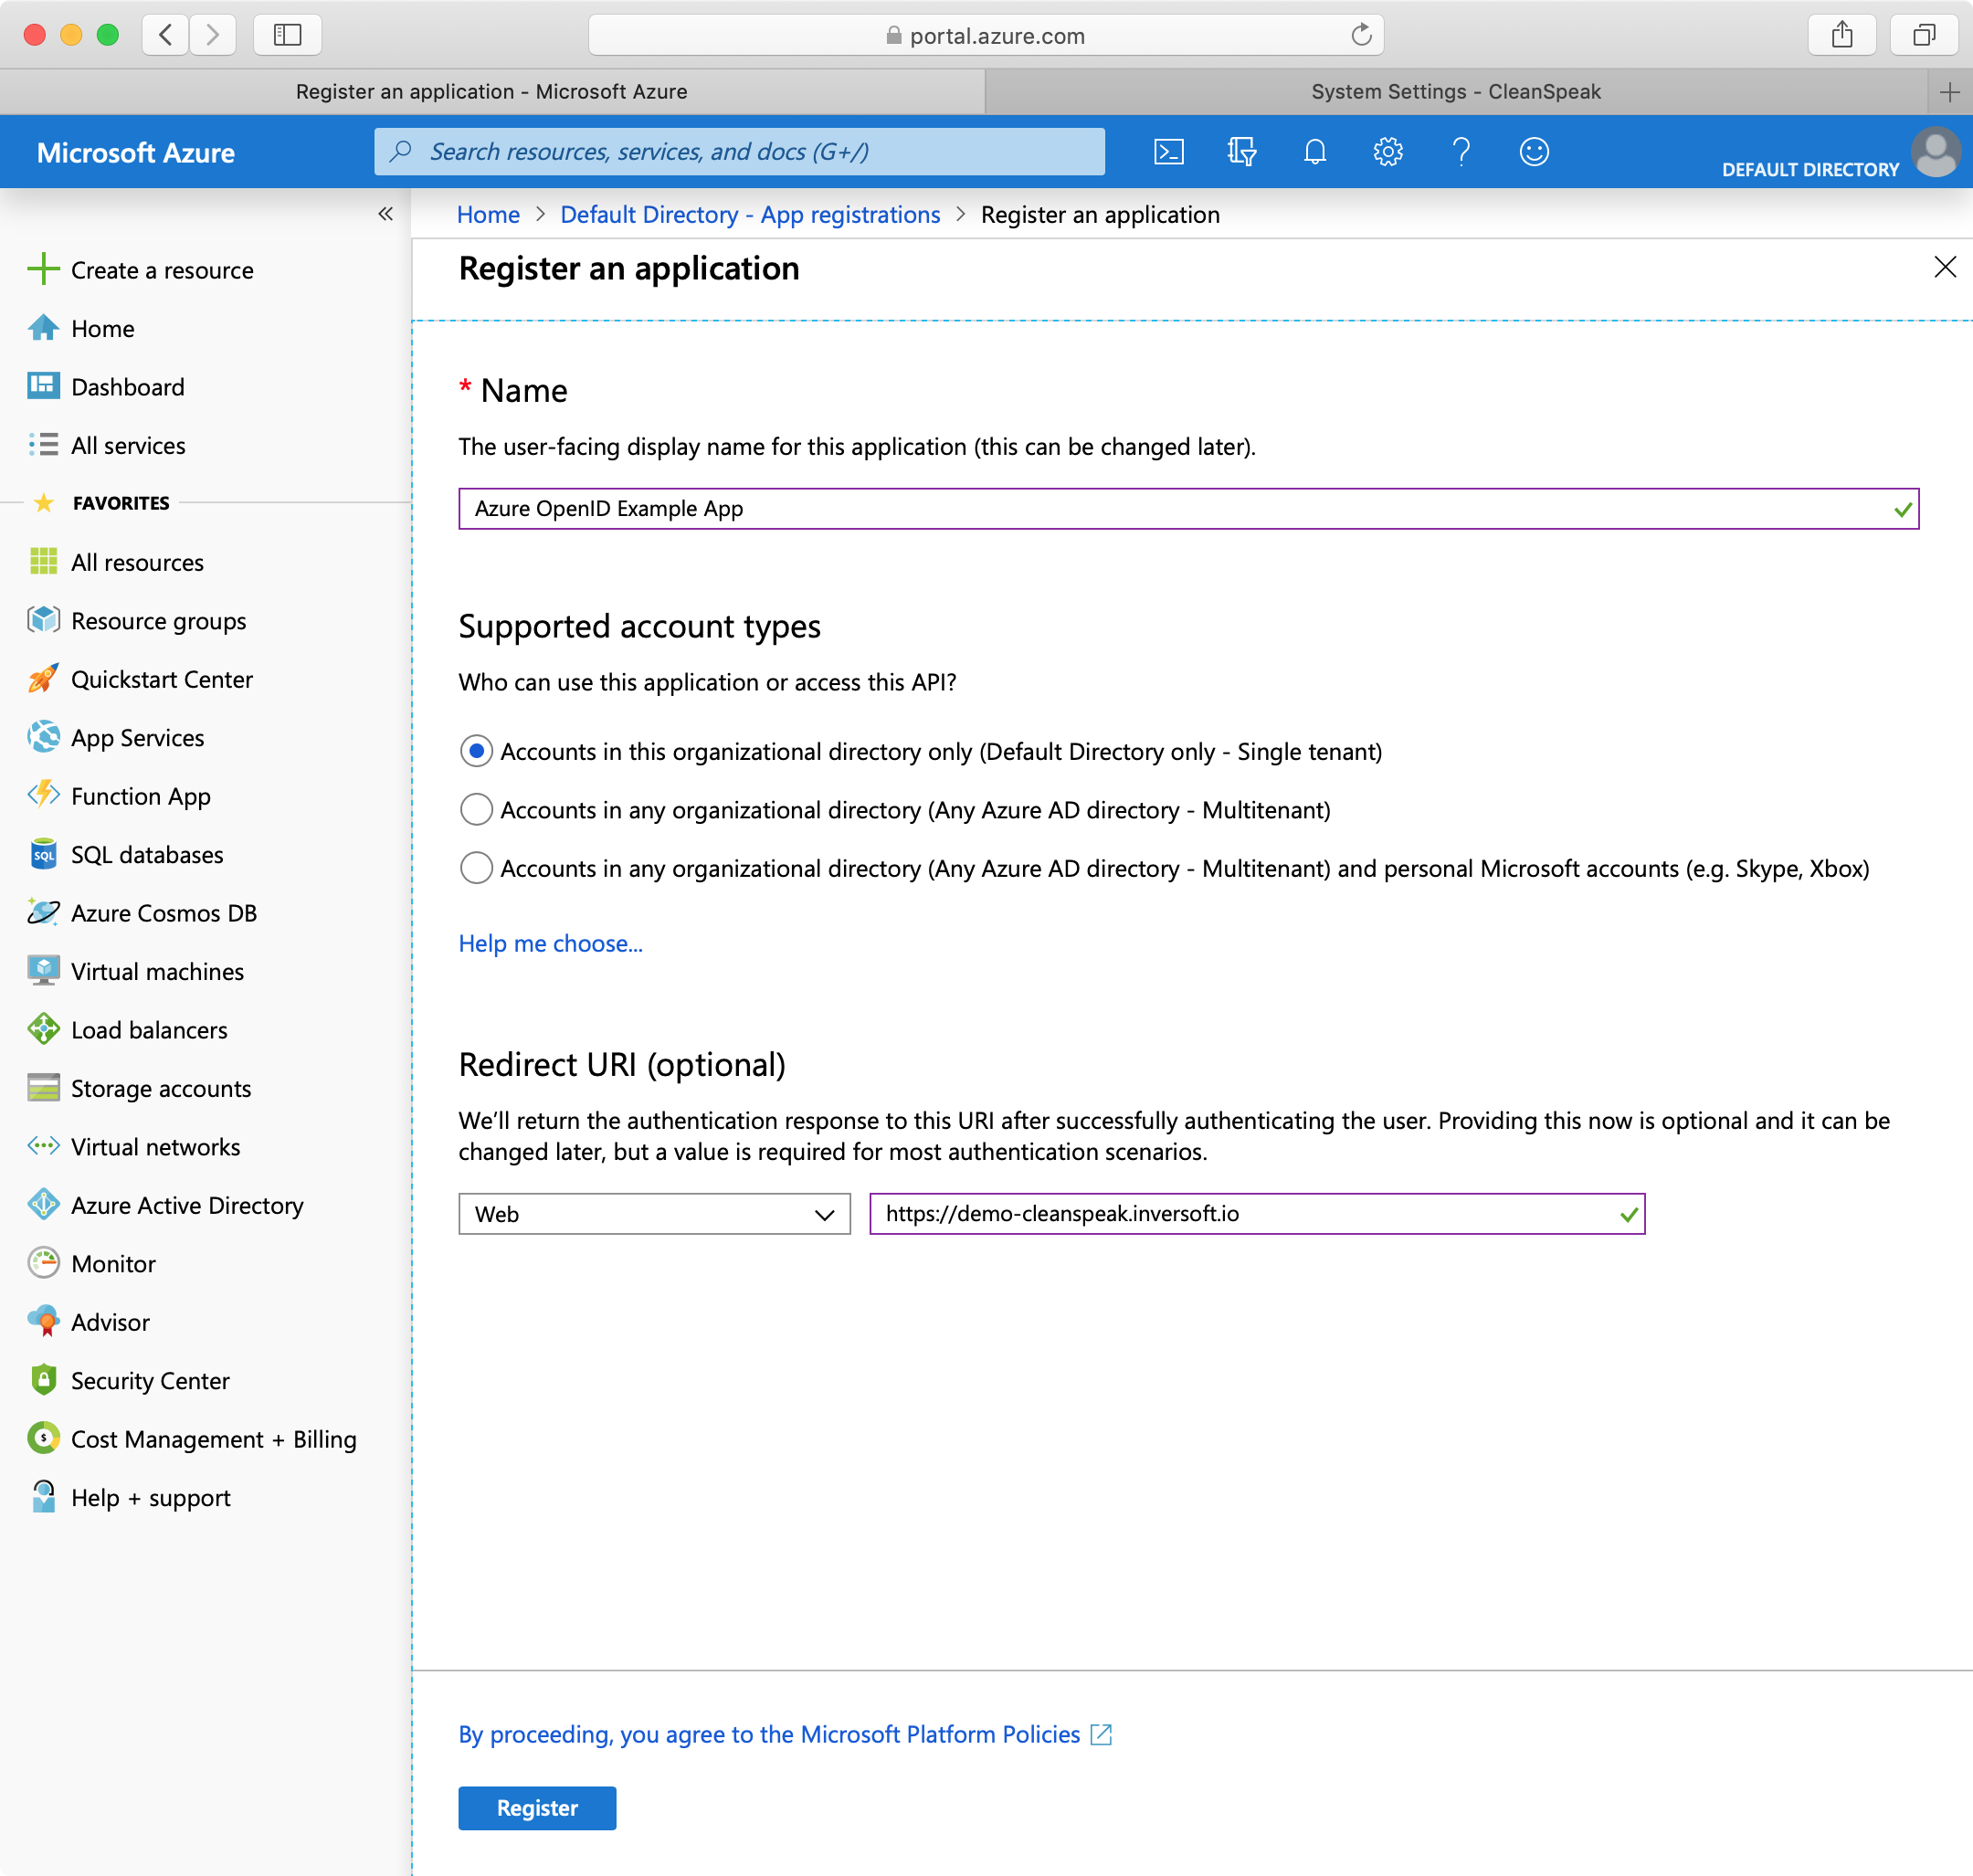 portal.azure.com
Register an application - Microsoft Azure
System Settings - CleanSpeak
Microsoft Azure
Search resources, services, and docs (G+/)
DEFAULT DIRECTORY
Home > Default Directory - App registrations > Register an application
Register an application
Create a resource
Home
Dashboard
All services
FAVORITES
All resources
Resource groups
Quickstart Center
App Services
Function App
SQL
SQL databases
Azure Cosmos DB
Virtual machines
Load balancers
Storage accounts
Virtual networks
Azure Active Directory
Monitor
Advisor
Security Center
Cost Management + Billing
Help + support
* Name
The user-facing display name for this application (this can be changed later).
Azure OpenID Example App
Supported account types
Who can use this application or access this API?
Accounts in this organizational directory only (Default Directory only - Single tenant)
Accounts in any organizational directory (Any Azure AD directory - Multitenant)
Accounts in any organizational directory (Any Azure AD directory - Multitenant) and personal Microsoft accounts (e.g. Skype, Xbox)
Help me choose...
Redirect URI (optional)
We’ll return the authentication response to this URI after successfully authenticating the user. Providing this now is optional and it can be
changed later, but a value is required for most authentication scenarios.
Web
https://demo-cleanspeak.inversoft.io
By proceeding, you agree to the Microsoft Platform Policies
Register